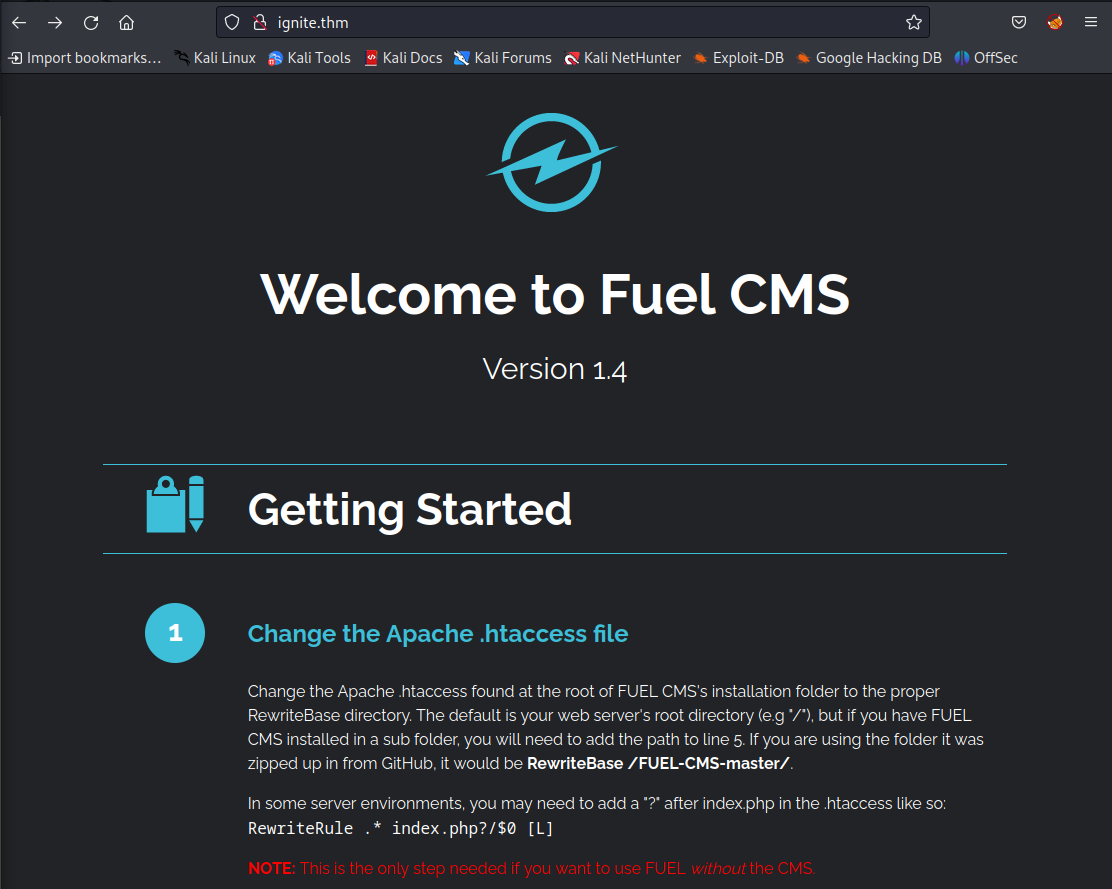 ignite.thm
Import bookmarks... Kali Linux Kali Tools Kali Docs Kali Forums Kali NetHunter Exploit-DB Google Hacking DB OffSec
Welcome to Fuel CMS
Version 1.4
Getting Started
1 Change the Apache .htaccess file
Change the Apache .htaccess found at the root of FUEL CMS's installation folder to the proper
RewriteBase directory. The default is your web server's root directory (e.g "/"), but if you have FUEL
CMS installed in a sub folder, you will need to add the path to line 5. If you are using the folder it was
zipped up in from GitHub, it would be RewriteBase /FUEL-CMS-master/.
In some server environments, you may need to add a "?" after index.php in the .htaccess like so:
RewriteRule .* index.php?/$0 [L]
NOTE: This is the only step needed if you want to use FUEL without the CMS.